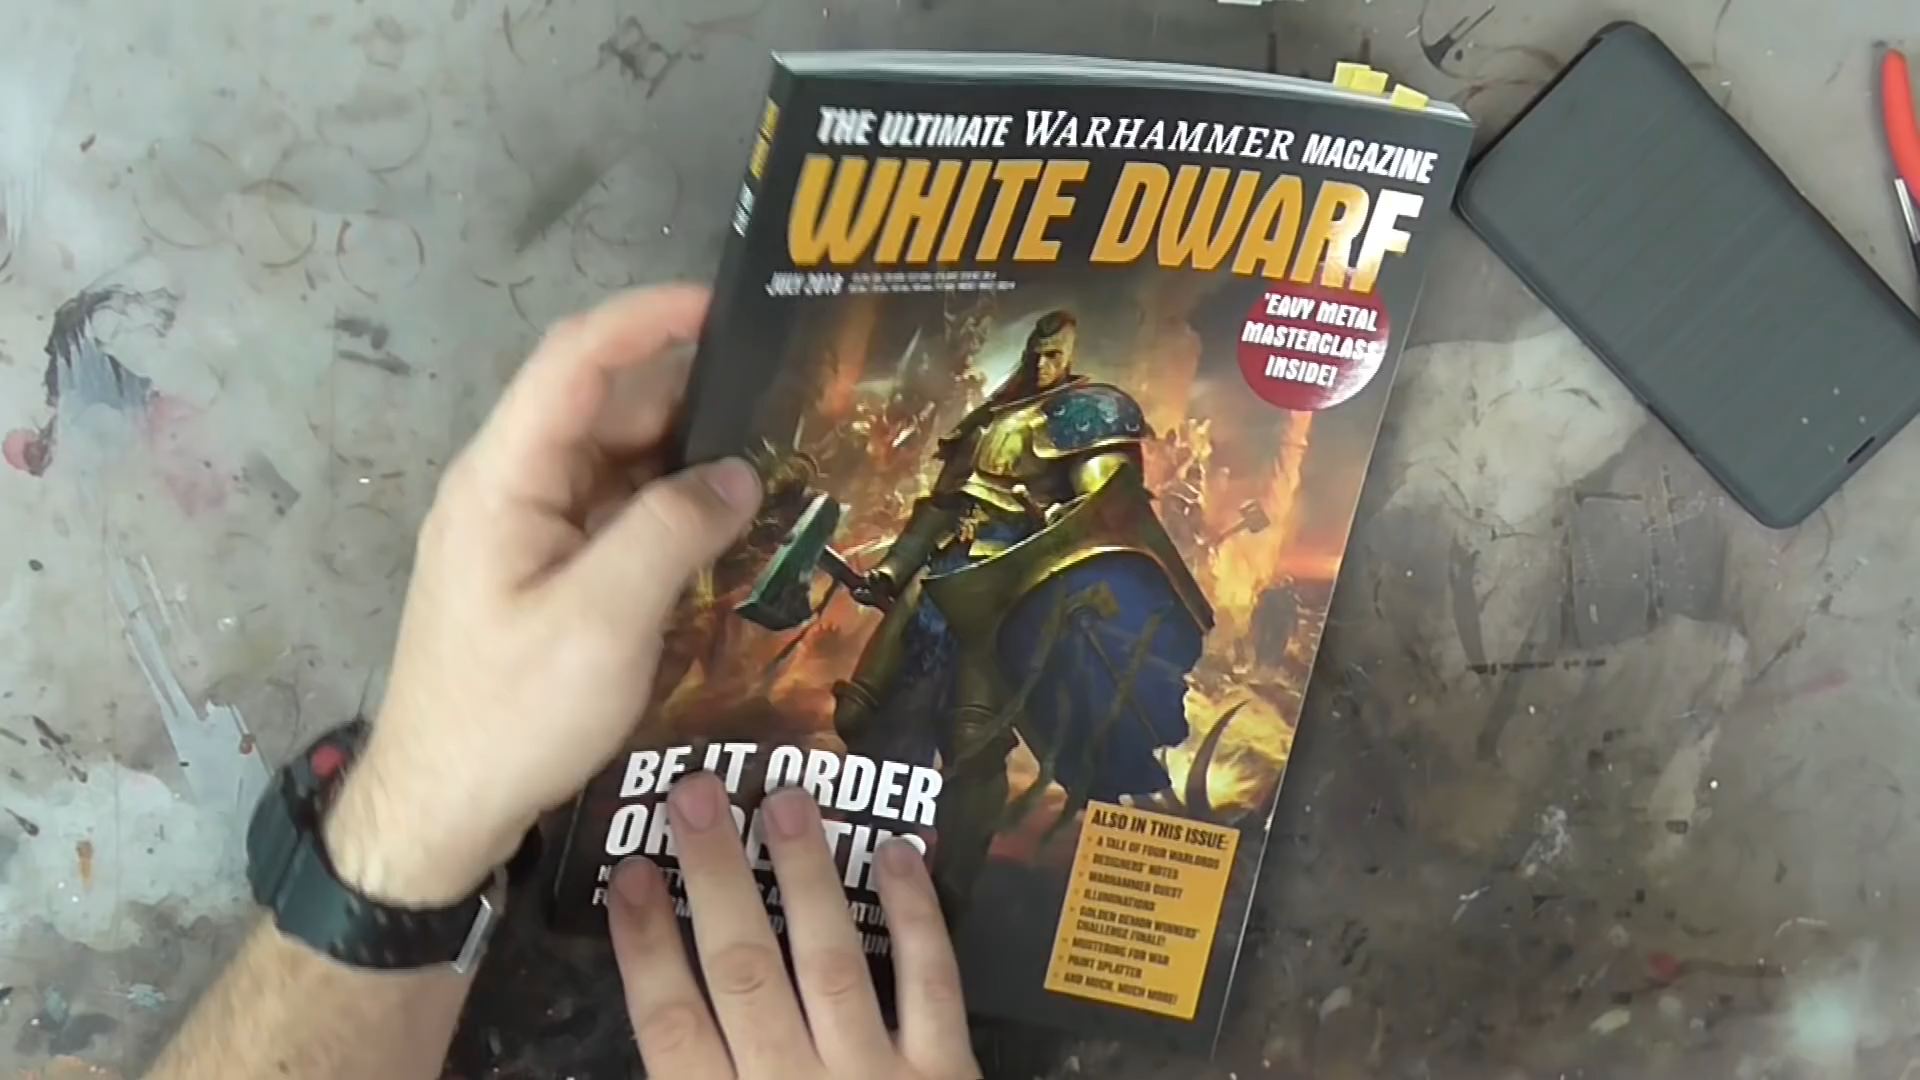 THE ULTIMATE WARHAMMER MAGAZINE
WHITE DWARF
JULY 2018
'EAVY METAL
MASTERCLASS
INSIDE!
BE IT ORDER
ALSO IN THIS ISSUE:
A TALE OF FOUR WARLORDS
DESIGNERS' NOTES
WARHAMMER QUEST
ILLUMINATIONS
GOLDEN DEMON WINNERS'
CHALLENGE FINALE!
MUSTERING FOR WAR
PAINT SPLATTER
AND MUCH, MUCH MORE!